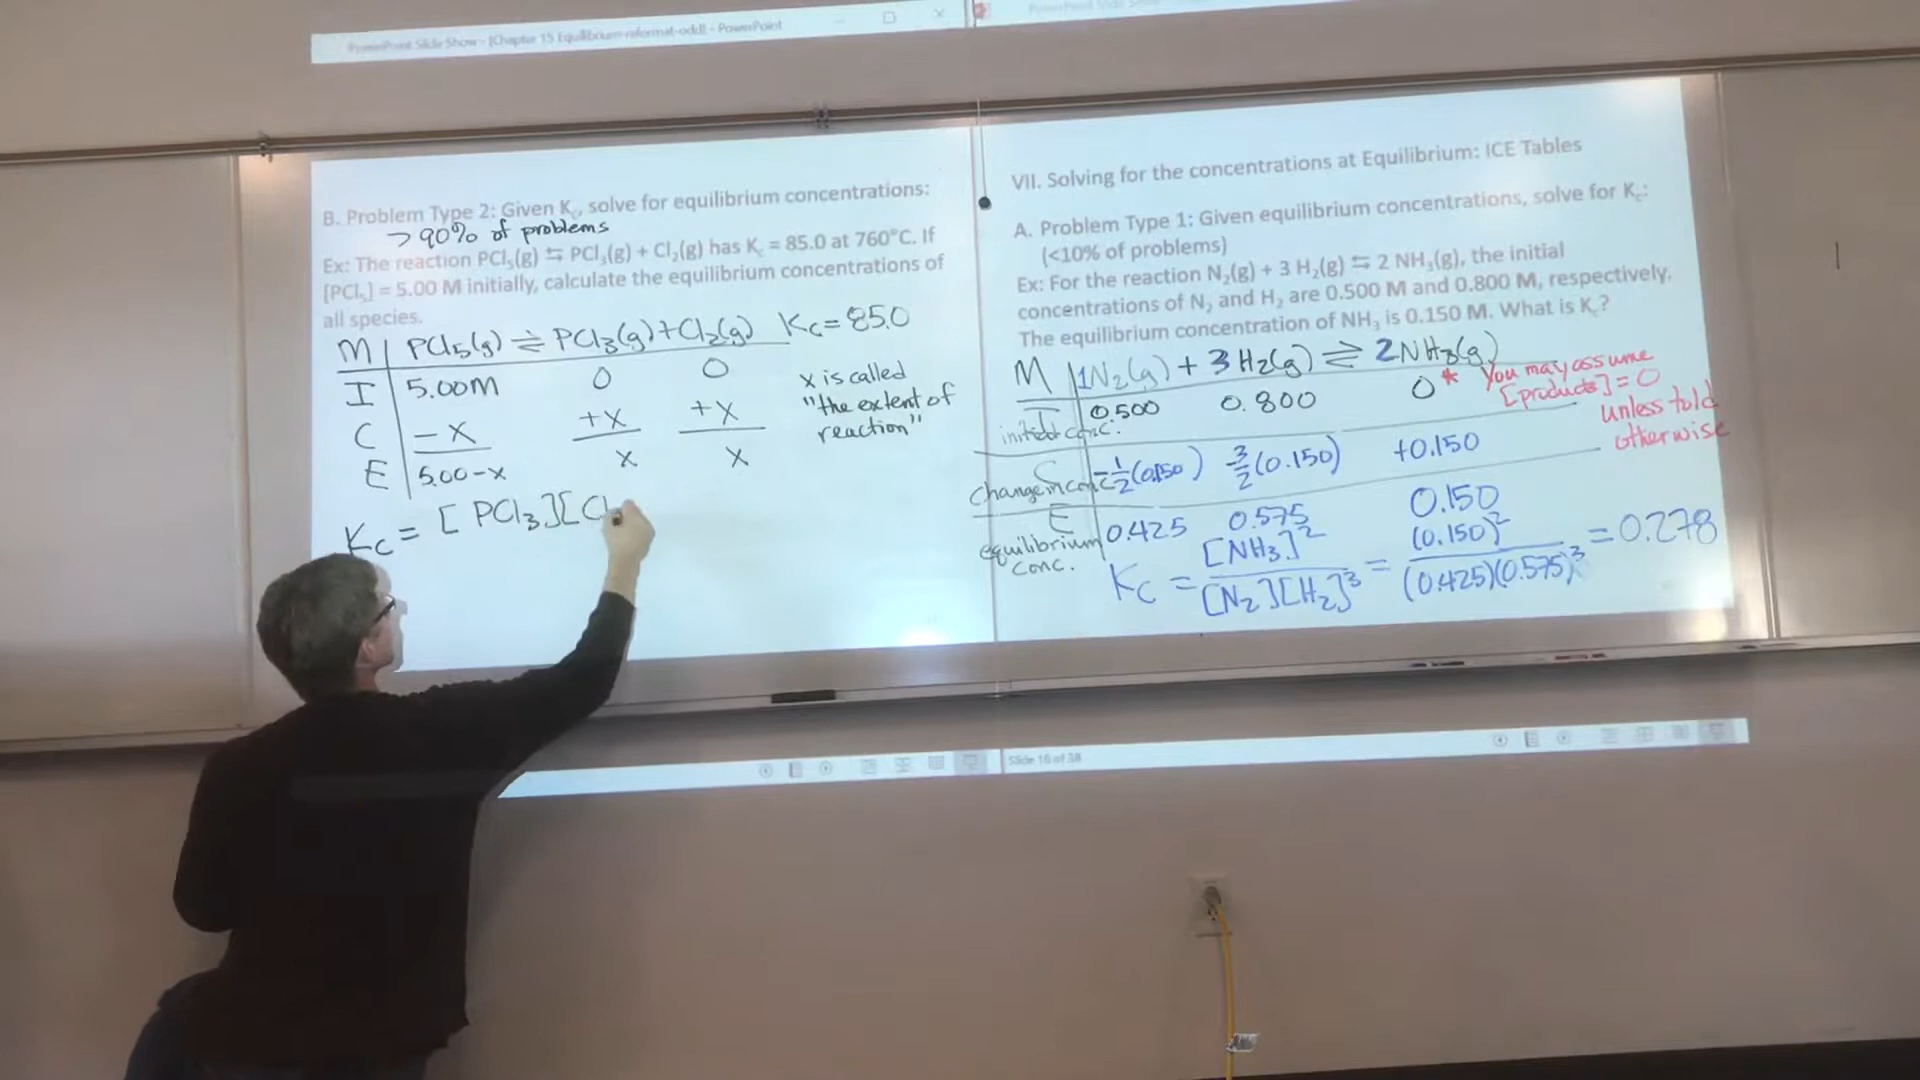 PowerPoint Slide Show - [Chapter 15 Equilibrium-reformat-odd] - PowerPoint
B. Problem Type 2: Given Kc, solve for equilibrium concentrations:
>90% of problems
Ex: The reaction PCl₅(g) ⇆ PCl₃(g) + Cl₂(g) has Kc = 85.0 at 760°C. If
[PCl₅] = 5.00 M initially, calculate the equilibrium concentrations of
all species.
M | PCl₅(g) ⇌ PCl₃(g) + Cl₂(g) Kc = 85.0
I | 5.00M 0 0
C | -x +x +x
E | 5.00-x x x
x is called
"the extent of
reaction"
Kc = [PCl₃][Cl
VII. Solving for the concentrations at Equilibrium: ICE Tables
A. Problem Type 1: Given equilibrium concentrations, solve for Kc:
(<10% of problems)
Ex: For the reaction N₂(g) + 3 H₂(g) ⇆ 2 NH₃(g), the initial
concentrations of N₂ and H₂ are 0.500 M and 0.800 M, respectively.
The equilibrium concentration of NH₃ is 0.150 M. What is Kc?
M | 1N₂(g) + 3H₂(g) ⇌ 2NH₃(g)
I 0.500 0.800 0*
initial conc.
You may assume
[products] = 0
unless told
otherwise
C -1/2(0.150) -3/2(0.150) +0.150
change in conc
E 0.425 0.575 0.150
equilibrium
conc.
Kc = [NH₃]² / [N₂][H₂]³ = (0.150)² / (0.425)(0.575)³ = 0.278
Slide 16 of 38